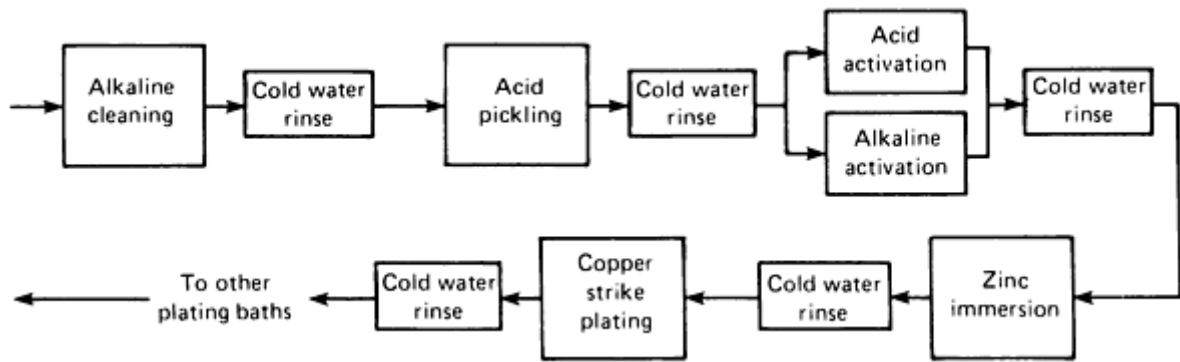 Alkaline
cleaning
Cold water
rinse
Acid
pickling
Cold water
rinse
Acid
activation
Alkaline
activation
Cold water
rinse
Zinc
immersion
Cold water
rinse
Copper
strike
plating
Cold water
rinse
To other
plating baths